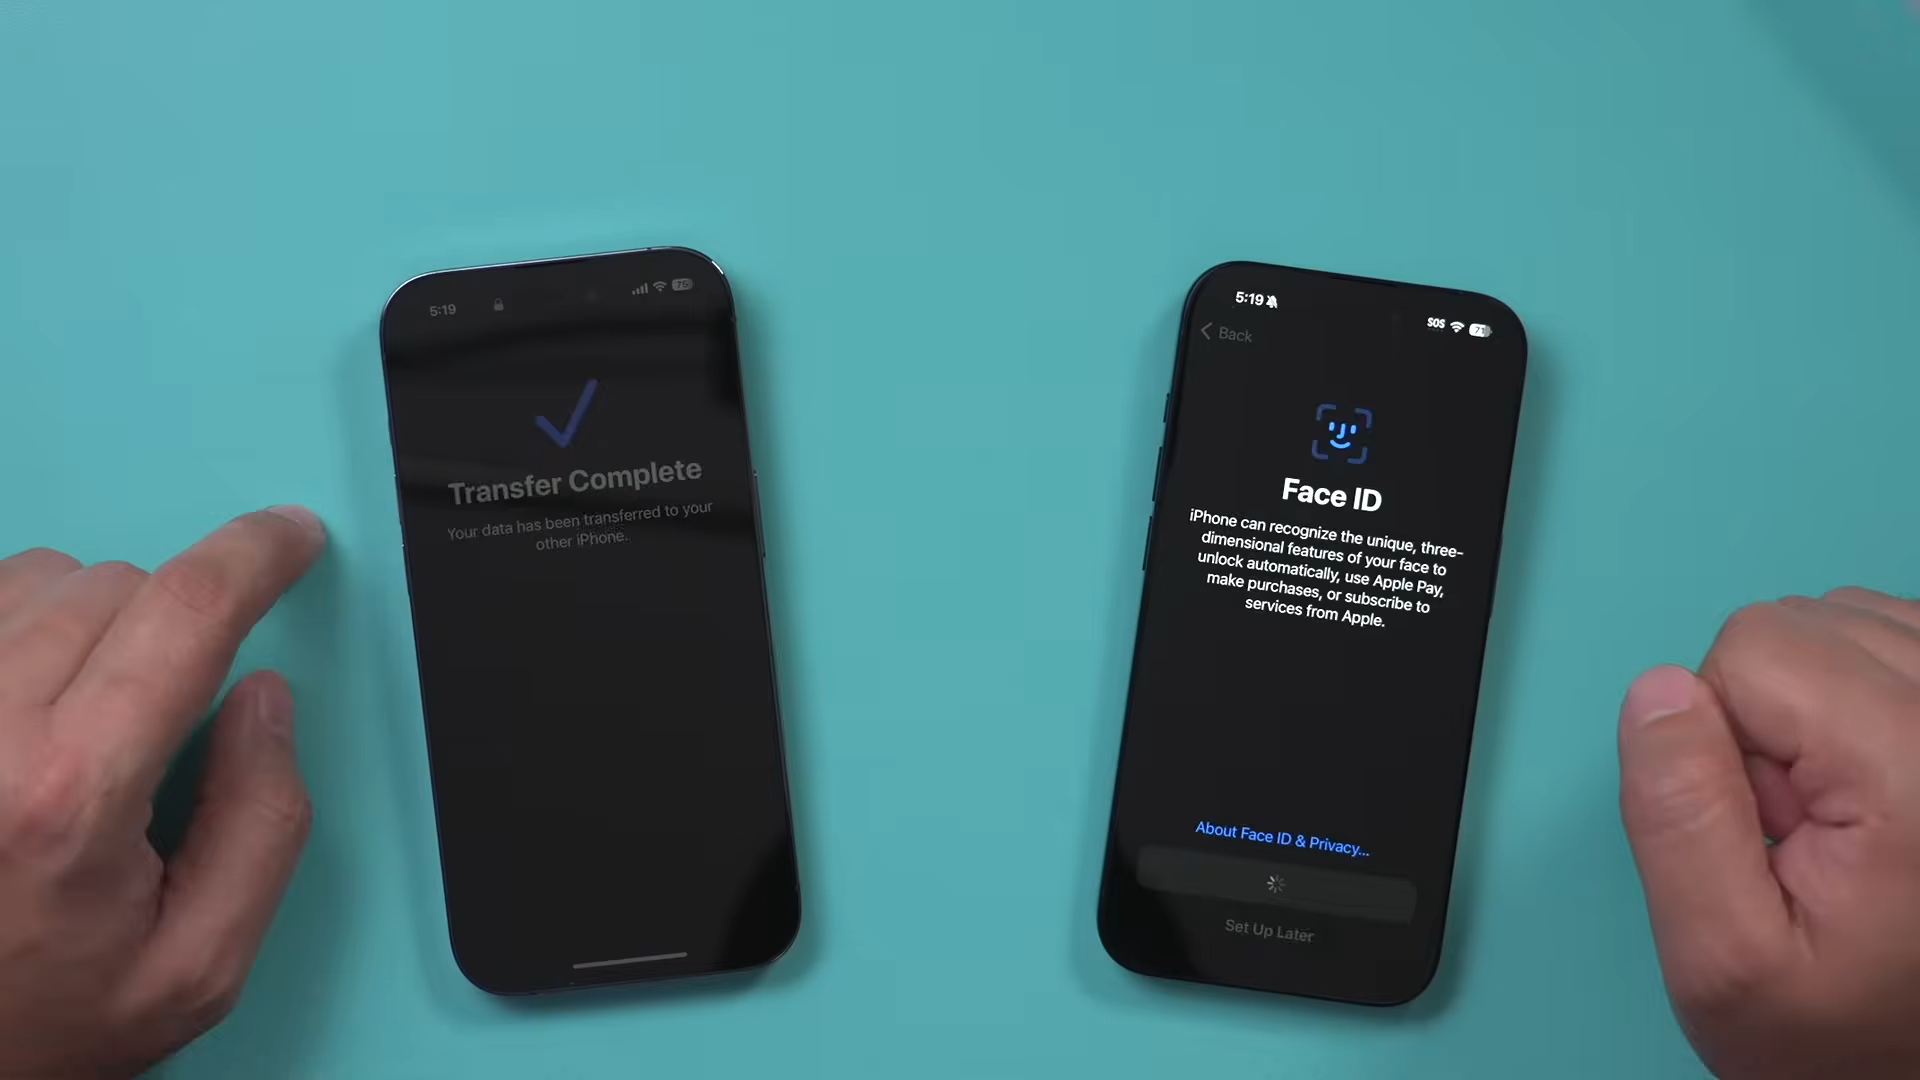 5:19
76
Transfer Complete
Your data has been transferred to your
other iPhone.
5:19
SOS
71
Back
Face ID
iPhone can recognize the unique, three-
dimensional features of your face to
unlock automatically, use Apple Pay,
make purchases, or subscribe to
services from Apple.
About Face ID & Privacy...
Set Up Later